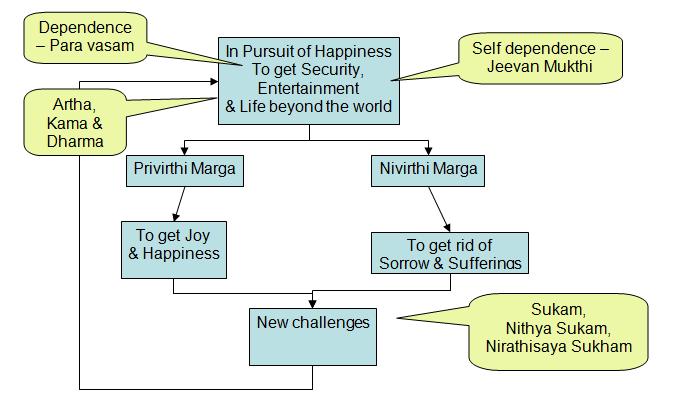 Dependence
– Para vasam
In Pursuit of Happiness
To get Security,
Entertainment
& Life beyond the world
Self dependence –
Jeevan Mukthi
Artha,
Kama &
Dharma
Privirthi Marga
Nivirthi Marga
To get Joy
& Happiness
To get rid of
Sorrow & Sufferings
New challenges
Sukam,
Nithya Sukam,
Nirathisaya Sukham